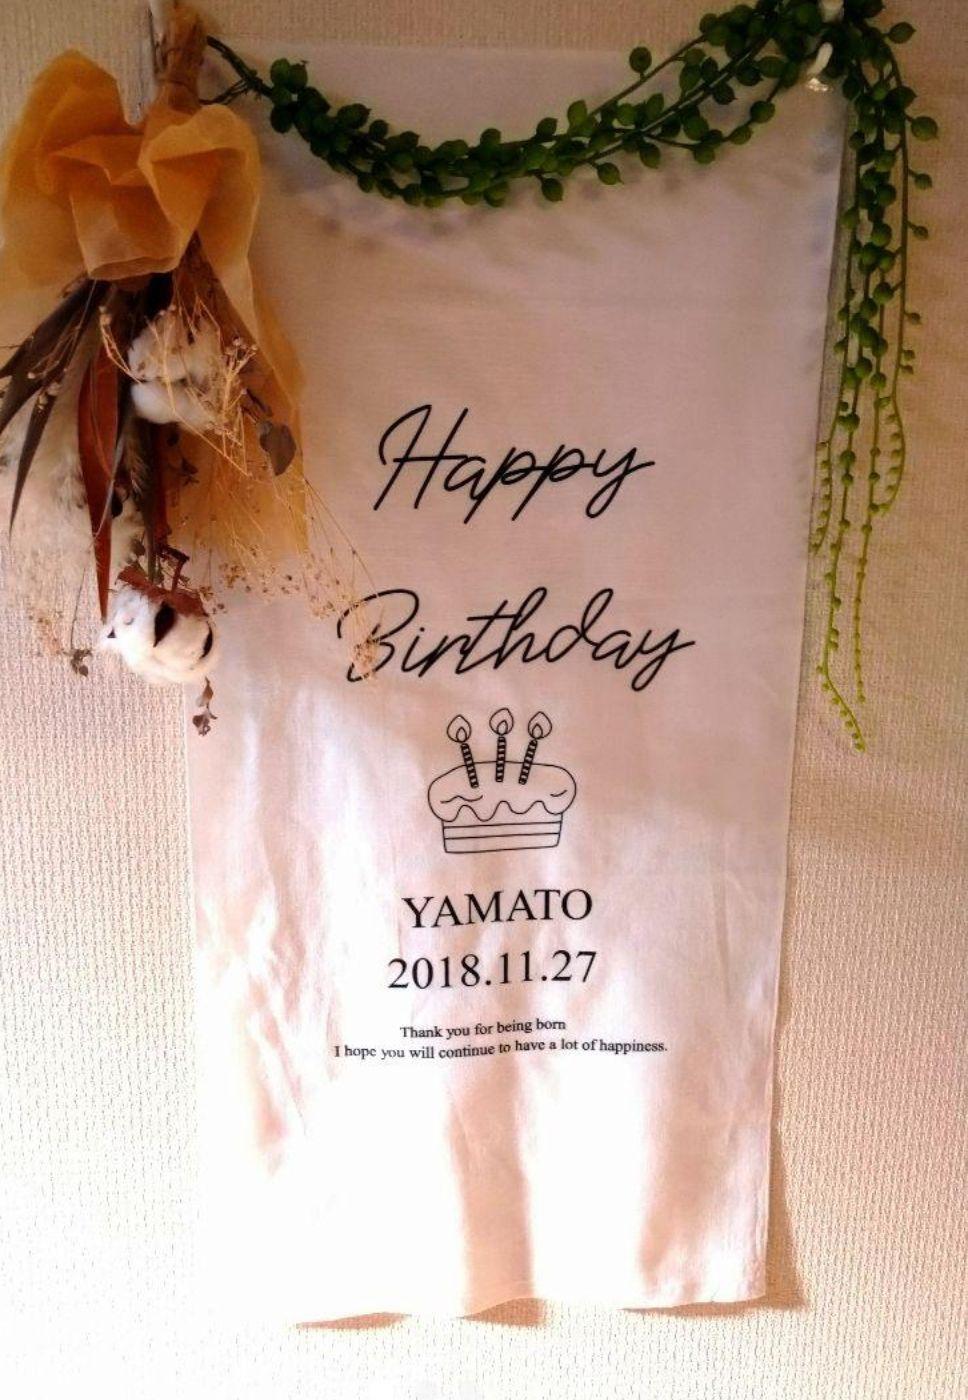 Happy
Birthday
YAMATO
2018.11.27
Thank you for being born
I hope you will continue to have a lot of happiness.